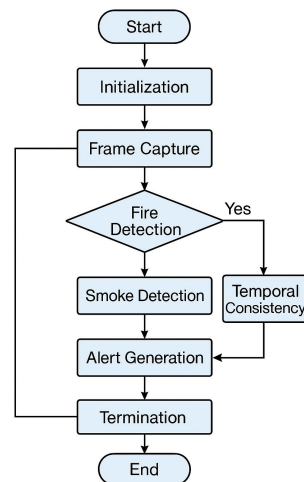 Start
Initialization
Frame Capture
Fire
Detection
Yes
Smoke Detection
Temporal
Consistency
Alert Generation
Termination
End